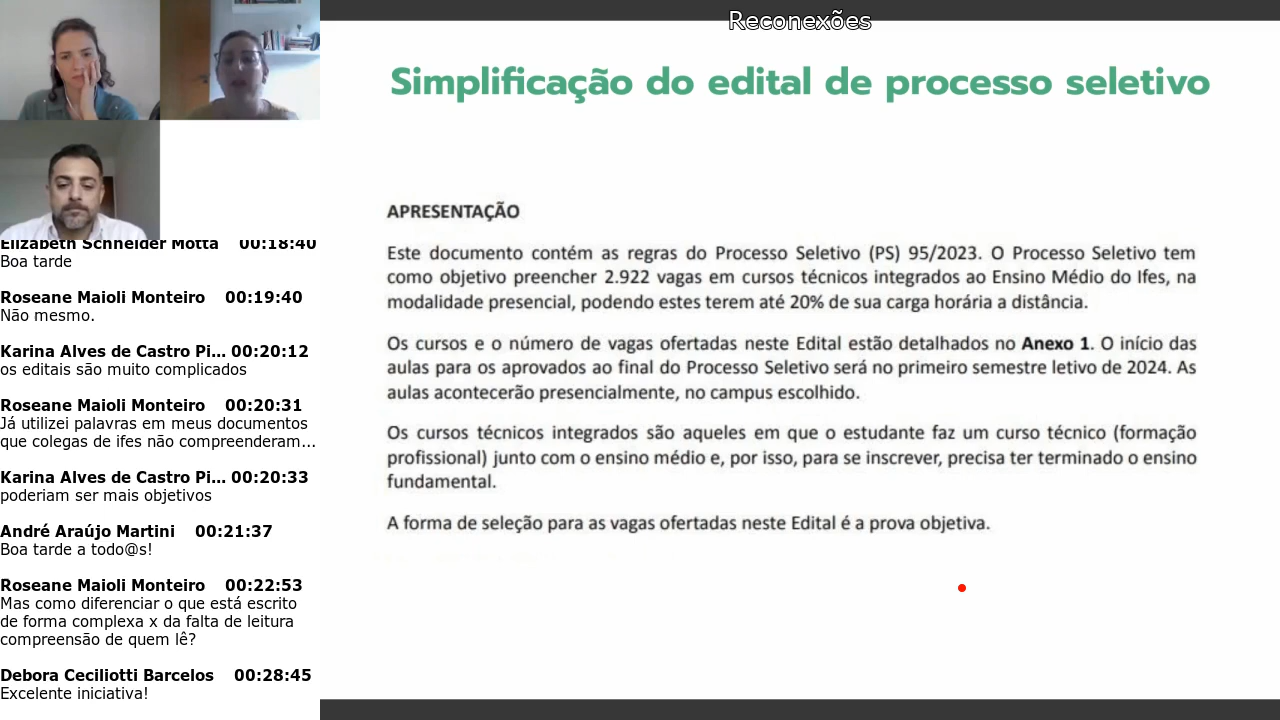 Reconexões
Simplificação do edital de processo seletivo
APRESENTAÇÃO
Este documento contém as regras do Processo Seletivo (PS) 95/2023. O Processo Seletivo tem
como objetivo preencher 2.922 vagas em cursos técnicos integrados ao Ensino Médio do Ifes, na
modalidade presencial, podendo estes terem até 20% de sua carga horária a distância.
Os cursos e o número de vagas ofertadas neste Edital estão detalhados no Anexo 1. O início das
aulas para os aprovados ao final do Processo Seletivo será no primeiro semestre letivo de 2024. As
aulas acontecerão presencialmente, no campus escolhido.
Os cursos técnicos integrados são aqueles em que o estudante faz um curso técnico (formação
profissional) junto com o ensino médio e, por isso, para se inscrever, precisa ter terminado o ensino
fundamental.
A forma de seleção para as vagas ofertadas neste Edital é a prova objetiva.
Elizabeth Schneider Motta 00:18:40
Boa tarde
Roseane Maioli Monteiro 00:19:40
Não mesmo.
Karina Alves de Castro Pi... 00:20:12
os editais são muito complicados
Roseane Maioli Monteiro 00:20:31
Já utilizei palavras em meus documentos
que colegas de ifes não compreenderam...
Karina Alves de Castro Pi... 00:20:33
poderiam ser mais objetivos
André Araújo Martini 00:21:37
Boa tarde a todo@s!
Roseane Maioli Monteiro 00:22:53
Mas como diferenciar o que está escrito
de forma complexa x da falta de leitura
compreensão de quem lê?
Debora Ceciliotti Barcelos 00:28:45
Excelente iniciativa!